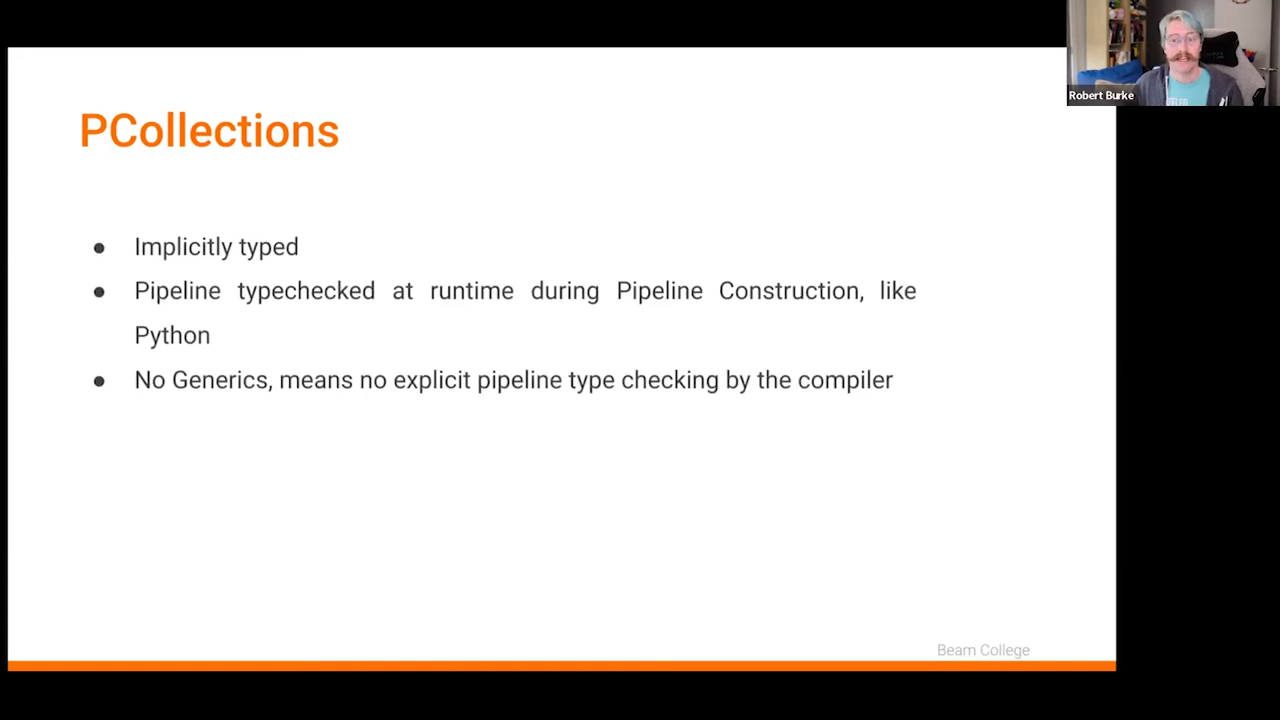 Robert Burke
PCollections
● Implicitly typed
● Pipeline typechecked at runtime during Pipeline Construction, like
Python
● No Generics, means no explicit pipeline type checking by the compiler
Beam College